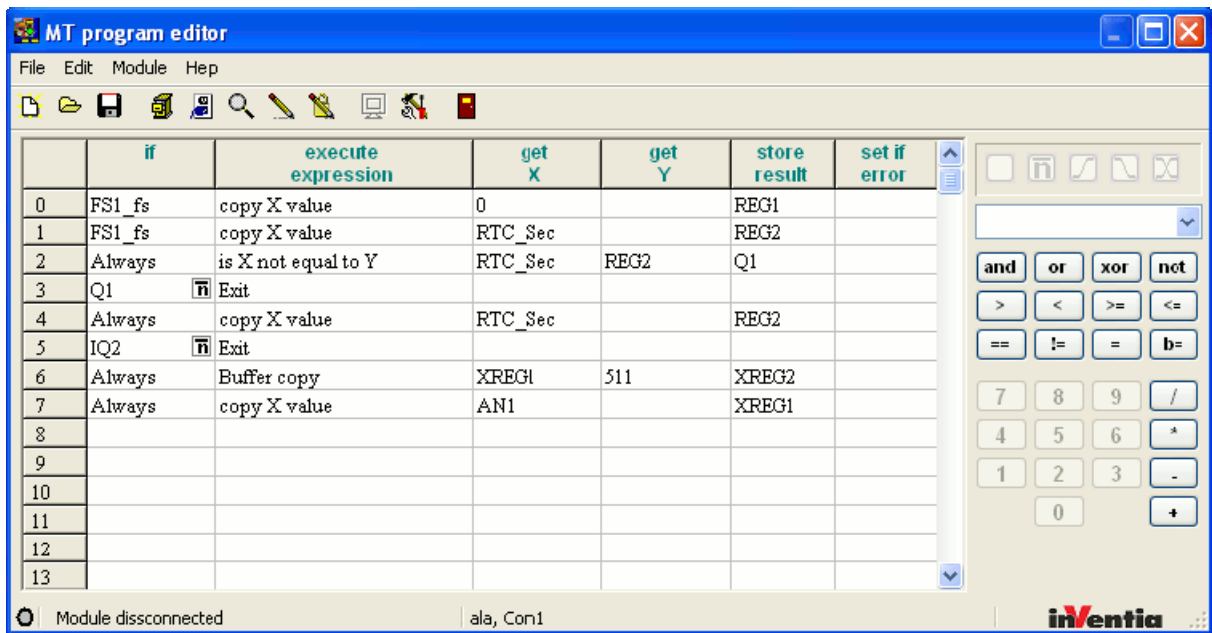 MT program editor
File Edit Module Hep
if execute expression get X get Y store result set if error
0 FS1_fs copy X value 0 REG1
1 FS1_fs copy X value RTC_Sec REG2
2 Always is X not equal to Y RTC_Sec REG2 Q1
3 Q1 n Exit
4 Always copy X value RTC_Sec REG2
5 IQ2 n Exit
6 Always Buffer copy XREG1 511 XREG2
7 Always copy X value AN1 XREG1
8
9
10
11
12
13
n
and or xor not
> < >= <=
== != = b=
7 8 9 /
4 5 6 *
1 2 3 -
0 +
Module dissconnected ala, Com1 inVentia